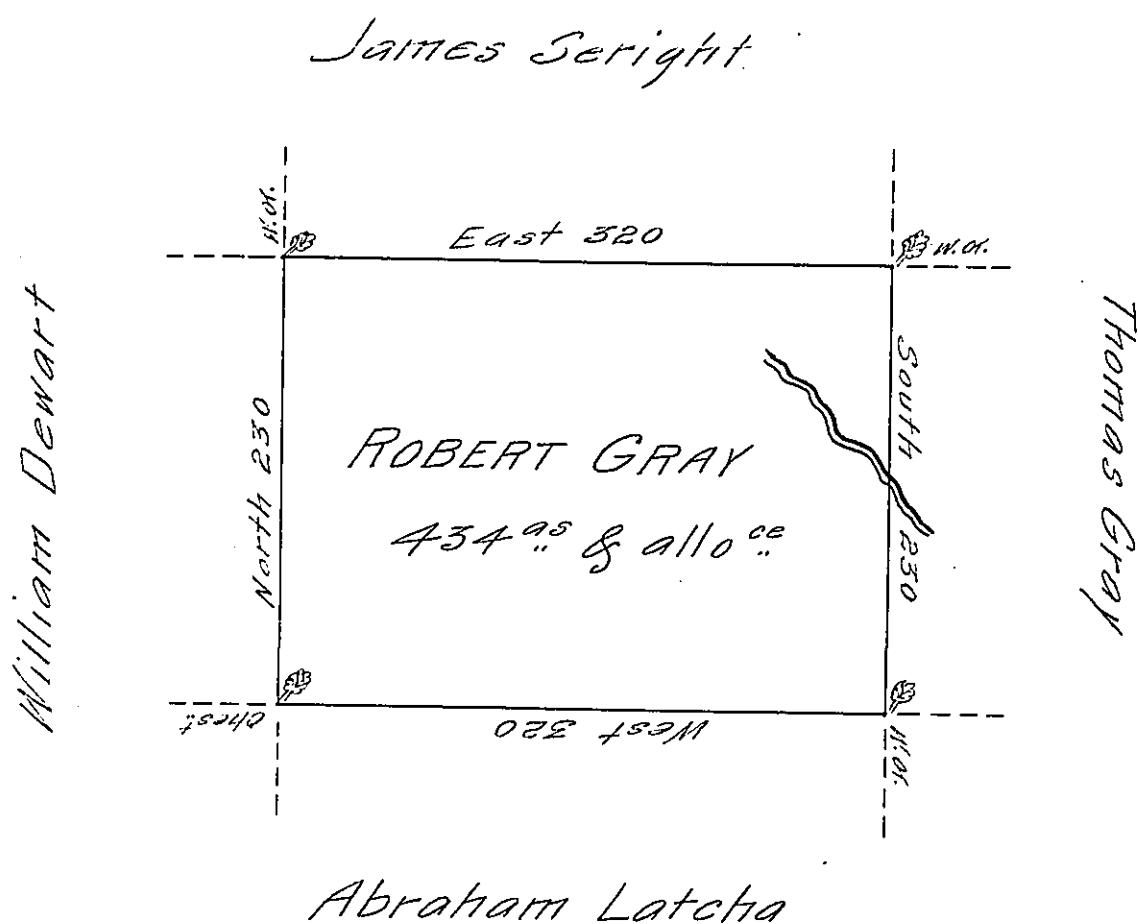 James Seright
W.O.
East 320
W.O.
William Dewart
North 230
ROBERT GRAY
434 as & allo ce
South 230
Thomas Gray
Chest
West 320
W.O.
Abraham Latcha